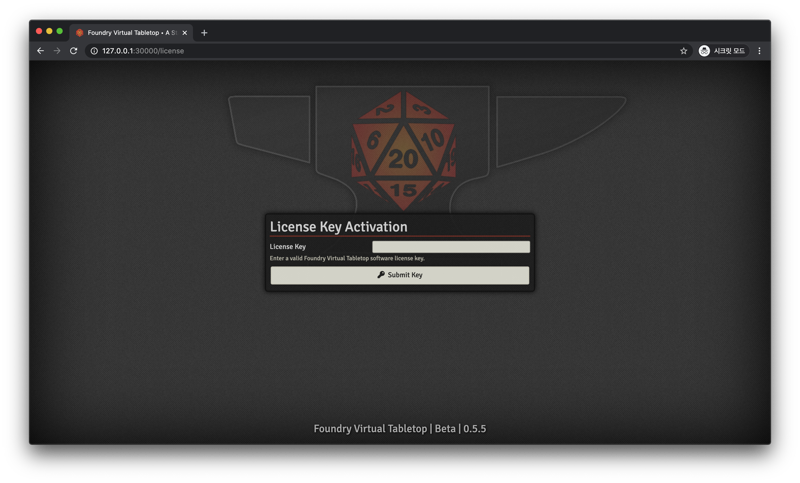 Foundry Virtual Tabletop • A St
127.0.0.1:30000/license
시크릿 모드
2 3
6 10
20
15
License Key Activation
License Key
Enter a valid Foundry Virtual Tabletop software license key.
Submit Key
Foundry Virtual Tabletop | Beta | 0.5.5